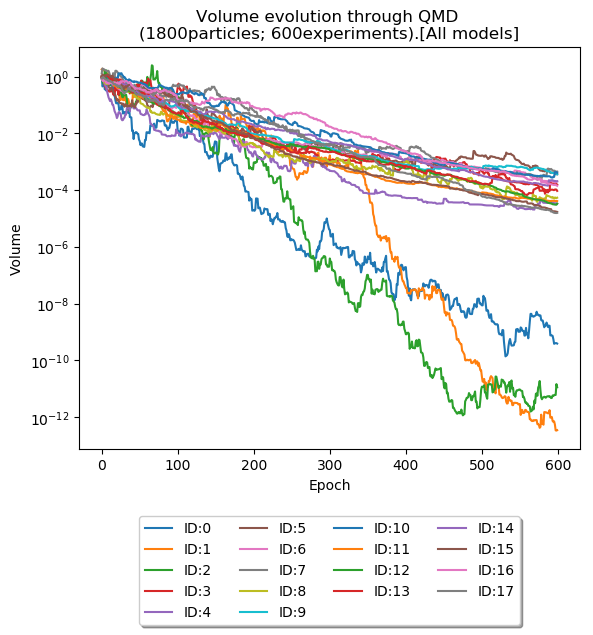 Volume evolution through QMD
(1800particles; 600experiments).[All models]
10^0
10^-2
10^-4
10^-6
10^-8
10^-10
10^-12
Volume
0 100 200 300 400 500 600
Epoch
ID:0 ID:5 ID:10 ID:14
ID:1 ID:6 ID:11 ID:15
ID:2 ID:7 ID:12 ID:16
ID:3 ID:8 ID:13 ID:17
ID:4 ID:9